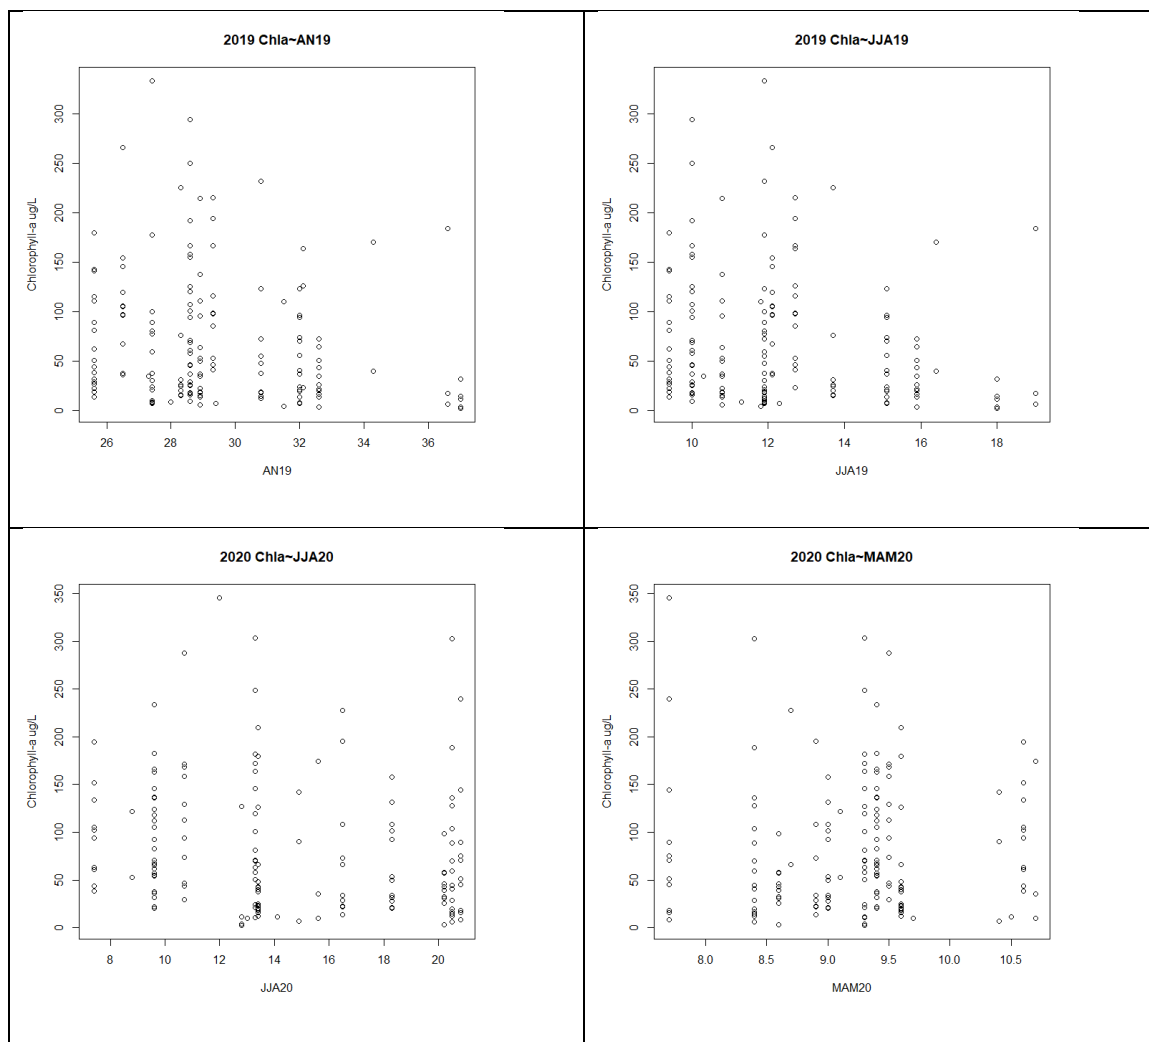 2019 Chla~AN19
Chlorophyll-a ug/L
0 50 100 150 200 250 300
26 28 30 32 34 36
AN19
2019 Chla~JJA19
Chlorophyll-a ug/L
0 50 100 150 200 250 300
10 12 14 16 18
JJA19
2020 Chla~JJA20
Chlorophyll-a ug/L
0 50 100 150 200 250 300 350
8 10 12 14 16 18 20
JJA20
2020 Chla~MAM20
Chlorophyll-a ug/L
0 50 100 150 200 250 300 350
8.0 8.5 9.0 9.5 10.0 10.5
MAM20